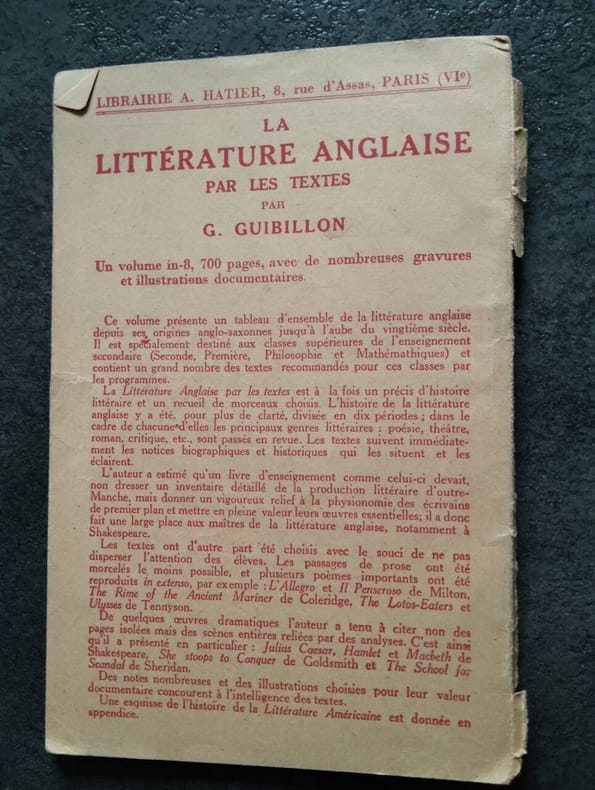 LIBRAIRIE A. HATIER, 8, rue d'Assas, PARIS (VIe)
LA
LITTÉRATURE ANGLAISE
PAR LES TEXTES
PAR
G. GUIBILLON
Un volume in-8, 700 pages, avec de nombreuses gravures
et illustrations documentaires.
Ce volume présente un tableau d'ensemble de la littérature anglaise
depuis ses origines anglo-saxonnes jusqu'à l'aube du vingtième siècle.
Il est spécialement destiné aux classes supérieures de l'enseignement
secondaire (Seconde, Première, Philosophie et Mathémathiques) et
contient un grand nombre des textes recommandés pour ces classes par
les programmes.
La Littérature Anglaise par les textes est à la fois un précis d'histoire
littéraire et un recueil de morceaux choisis. L'histoire de la littérature
anglaise y a été, pour plus de clarté, divisée en dix périodes ; dans le
cadre de chacune d'elles les principaux genres littéraires : poésie, théâtre,
roman, critique, etc., sont passés en revue. Les textes suivent immédiate-
ment les notices biographiques et historiques qui les situent et les
éclairent.
L'auteur a estimé qu'un livre d'enseignement comme celui-ci devait,
non dresser un inventaire détaillé de la production littéraire d'outre-
Manche, mais donner un vigoureux relief à la physionomie des écrivains
de premier plan et mettre en pleine valeur leurs œuvres essentielles; il a donc
fait une large place aux maîtres de la littérature anglaise, notamment à
Shakespeare.
Les textes ont d'autre part été choisis avec le souci de ne pas
disperser l'attention des élèves. Les passages de prose ont été
morcelés le moins possible, et plusieurs poèmes importants ont été
reproduits in extenso, par exemple : L'Allegro et Il Penseroso de Milton,
The Rime of the Ancient Mariner de Coleridge, The Lotos-Eaters et
Ulysses de Tennyson.
De quelques œuvres dramatiques l'auteur a tenu à citer non des
pages isolées mais des scènes entières reliées par des analyses. C'est ainsi
qu'il a présenté en particulier : Julius Caesar, Hamlet et Macbeth de
Shakespeare, She stoops to Conquer de Goldsmith et The School for
Scandal de Sheridan.
Des notes nombreuses et des illustrations choisies pour leur valeur
documentaire concourent à l'intelligence des textes.
Une esquisse de l'histoire de la Littérature Américaine est donnée en
appendice.